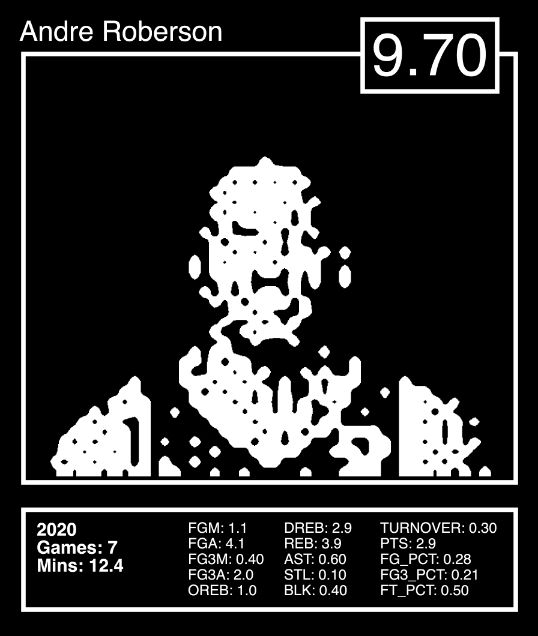 Andre Roberson
9.70
2020
Games: 7
Mins: 12.4
FGM: 1.1
FGA: 4.1
FG3M: 0.40
FG3A: 2.0
OREB: 1.0
DREB: 2.9
REB: 3.9
AST: 0.60
STL: 0.10
BLK: 0.40
TURNOVER: 0.30
PTS: 2.9
FG_PCT: 0.28
FG3_PCT: 0.21
FT_PCT: 0.50